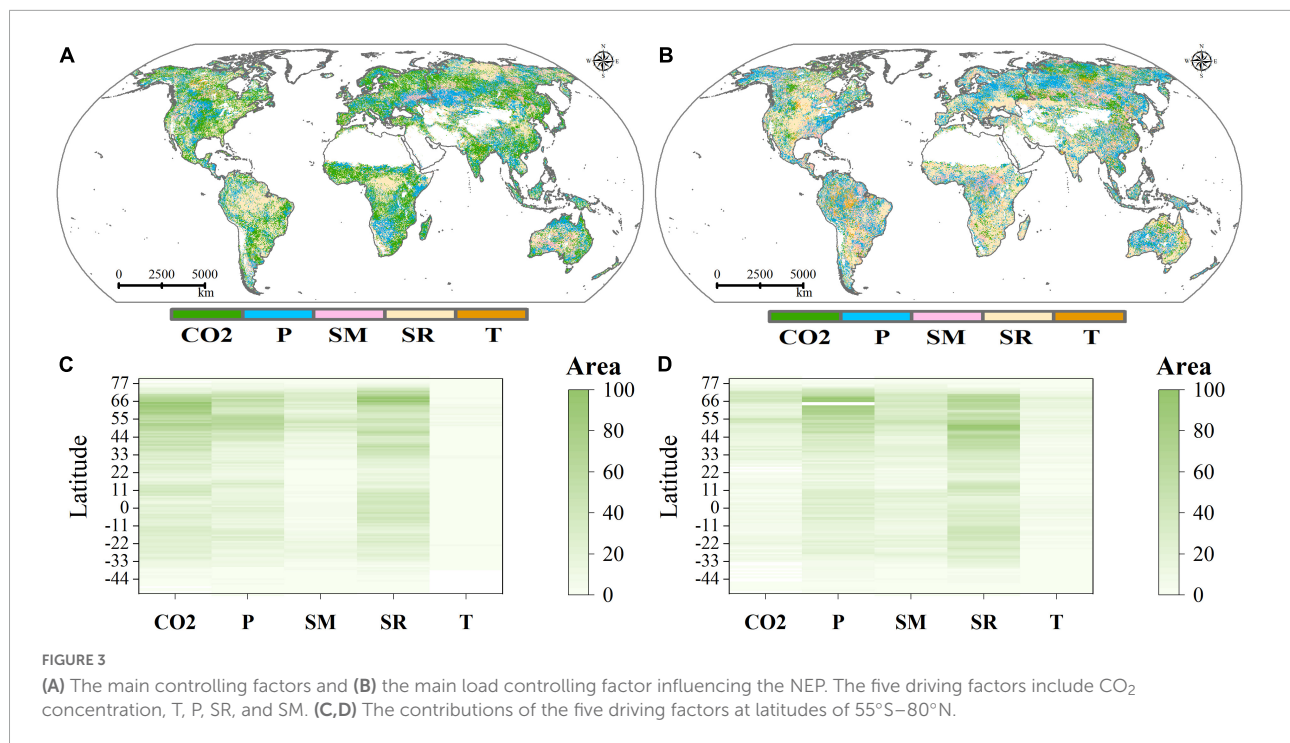 A
B
N
W E
S
N
W E
S
0 2500 5000
km
0 2500 5000
km
CO2 P SM SR T
CO2 P SM SR T
C
Area
D
Area
Latitude
77
66
55
44
33
22
11
0
-11
-22
-33
-44
CO2 P SM SR T
100
80
60
40
20
0
Latitude
77
66
55
44
33
22
11
0
-11
-22
-33
-44
CO2 P SM SR T
100
80
60
40
20
0
FIGURE 3
(A) The main controlling factors and (B) the main load controlling factor influencing the NEP. The five driving factors include CO₂
concentration, T, P, SR, and SM. (C,D) The contributions of the five driving factors at latitudes of 55°S–80°N.